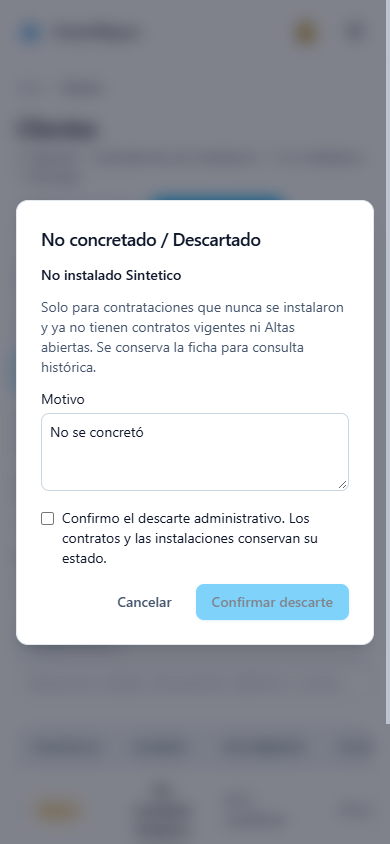 No concretado / Descartado
No instalado Sintetico
Solo para contrataciones que nunca se instalaron
y ya no tienen contratos vigentes ni Altas
abiertas. Se conserva la ficha para consulta
histórica.
Motivo
No se concretó
Confirmo el descarte administrativo. Los
contratos y las instalaciones conservan su
estado.
Cancelar
Confirmar descarte